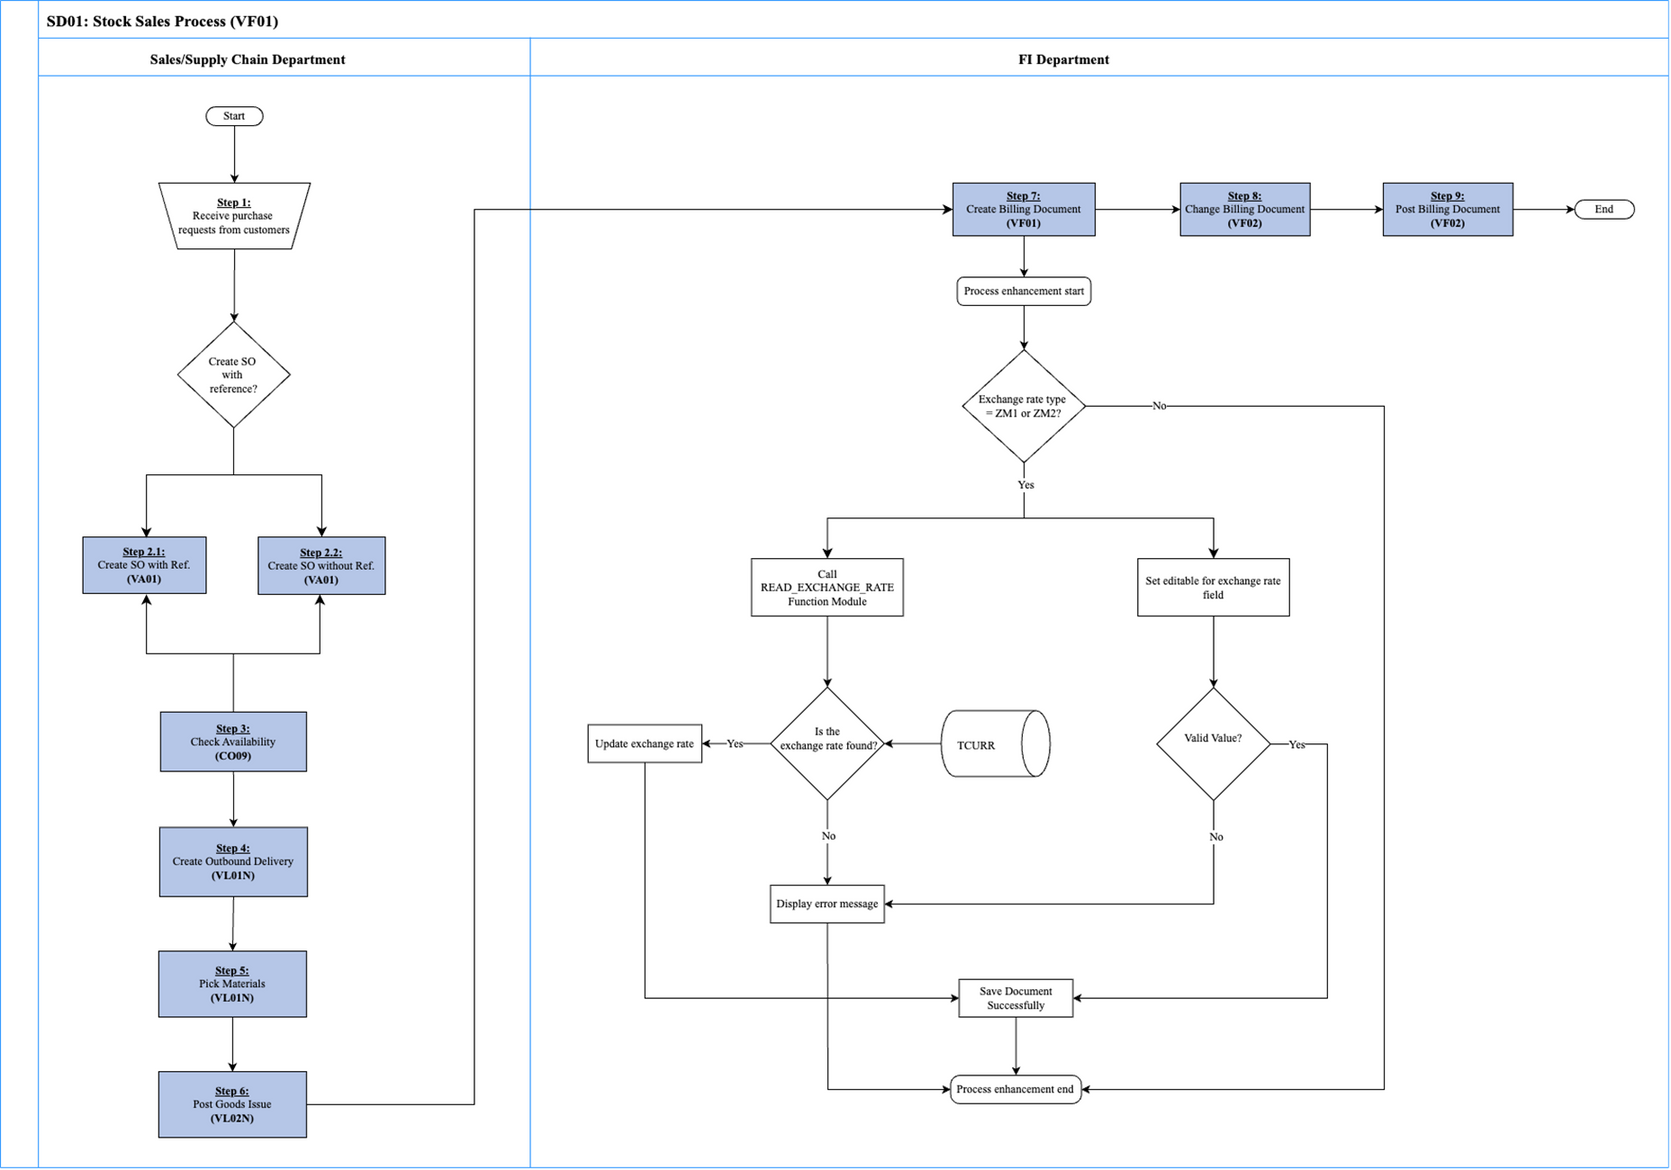 SD01: Stock Sales Process (VF01)
Sales/Supply Chain Department
FI Department
Start
Step 1:
Receive purchase
requests from customers
Create SO
with
reference?
Step 2.1:
Create SO with Ref.
(VA01)
Step 2.2:
Create SO without Ref.
(VA01)
Step 3:
Check Availability
(CO09)
Step 4:
Create Outbound Delivery
(VL01N)
Step 5:
Pick Materials
(VL01N)
Step 6:
Post Goods Issue
(VL02N)
Step 7:
Create Billing Document
(VF01)
Step 8:
Change Billing Document
(VF02)
Step 9:
Post Billing Document
(VF02)
End
Process enhancement start
Exchange rate type
= ZM1 or ZM2?
No
Yes
Call
READ_EXCHANGE_RATE
Function Module
Set editable for exchange rate
field
Update exchange rate
Yes
Is the
exchange rate found?
TCURR
Valid Value?
Yes
No
No
Display error message
Save Document
Successfully
Process enhancement end